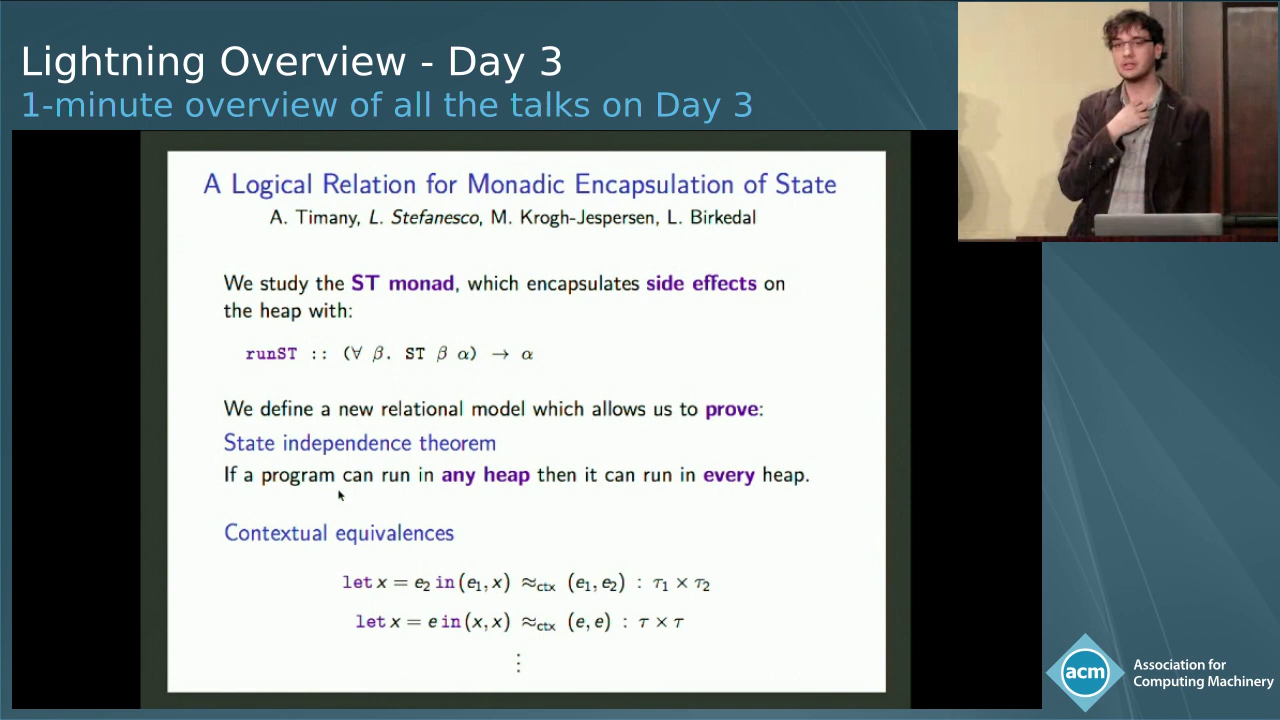 Lightning Overview - Day 3
1-minute overview of all the talks on Day 3
A Logical Relation for Monadic Encapsulation of State
A. Timany, L. Stefanesco, M. Krogh-Jespersen, L. Birkedal
We study the ST monad, which encapsulates side effects on
the heap with:
runST :: (∀ β. ST β α) → α
We define a new relational model which allows us to prove:
State independence theorem
If a program can run in any heap then it can run in every heap.
Contextual equivalences
let x = e₂ in (e₁, x) ≈ctx (e₁, e₂) : τ₁ × τ₂
let x = e in (x, x) ≈ctx (e, e) : τ × τ
⋮
acm
Association for
Computing Machinery